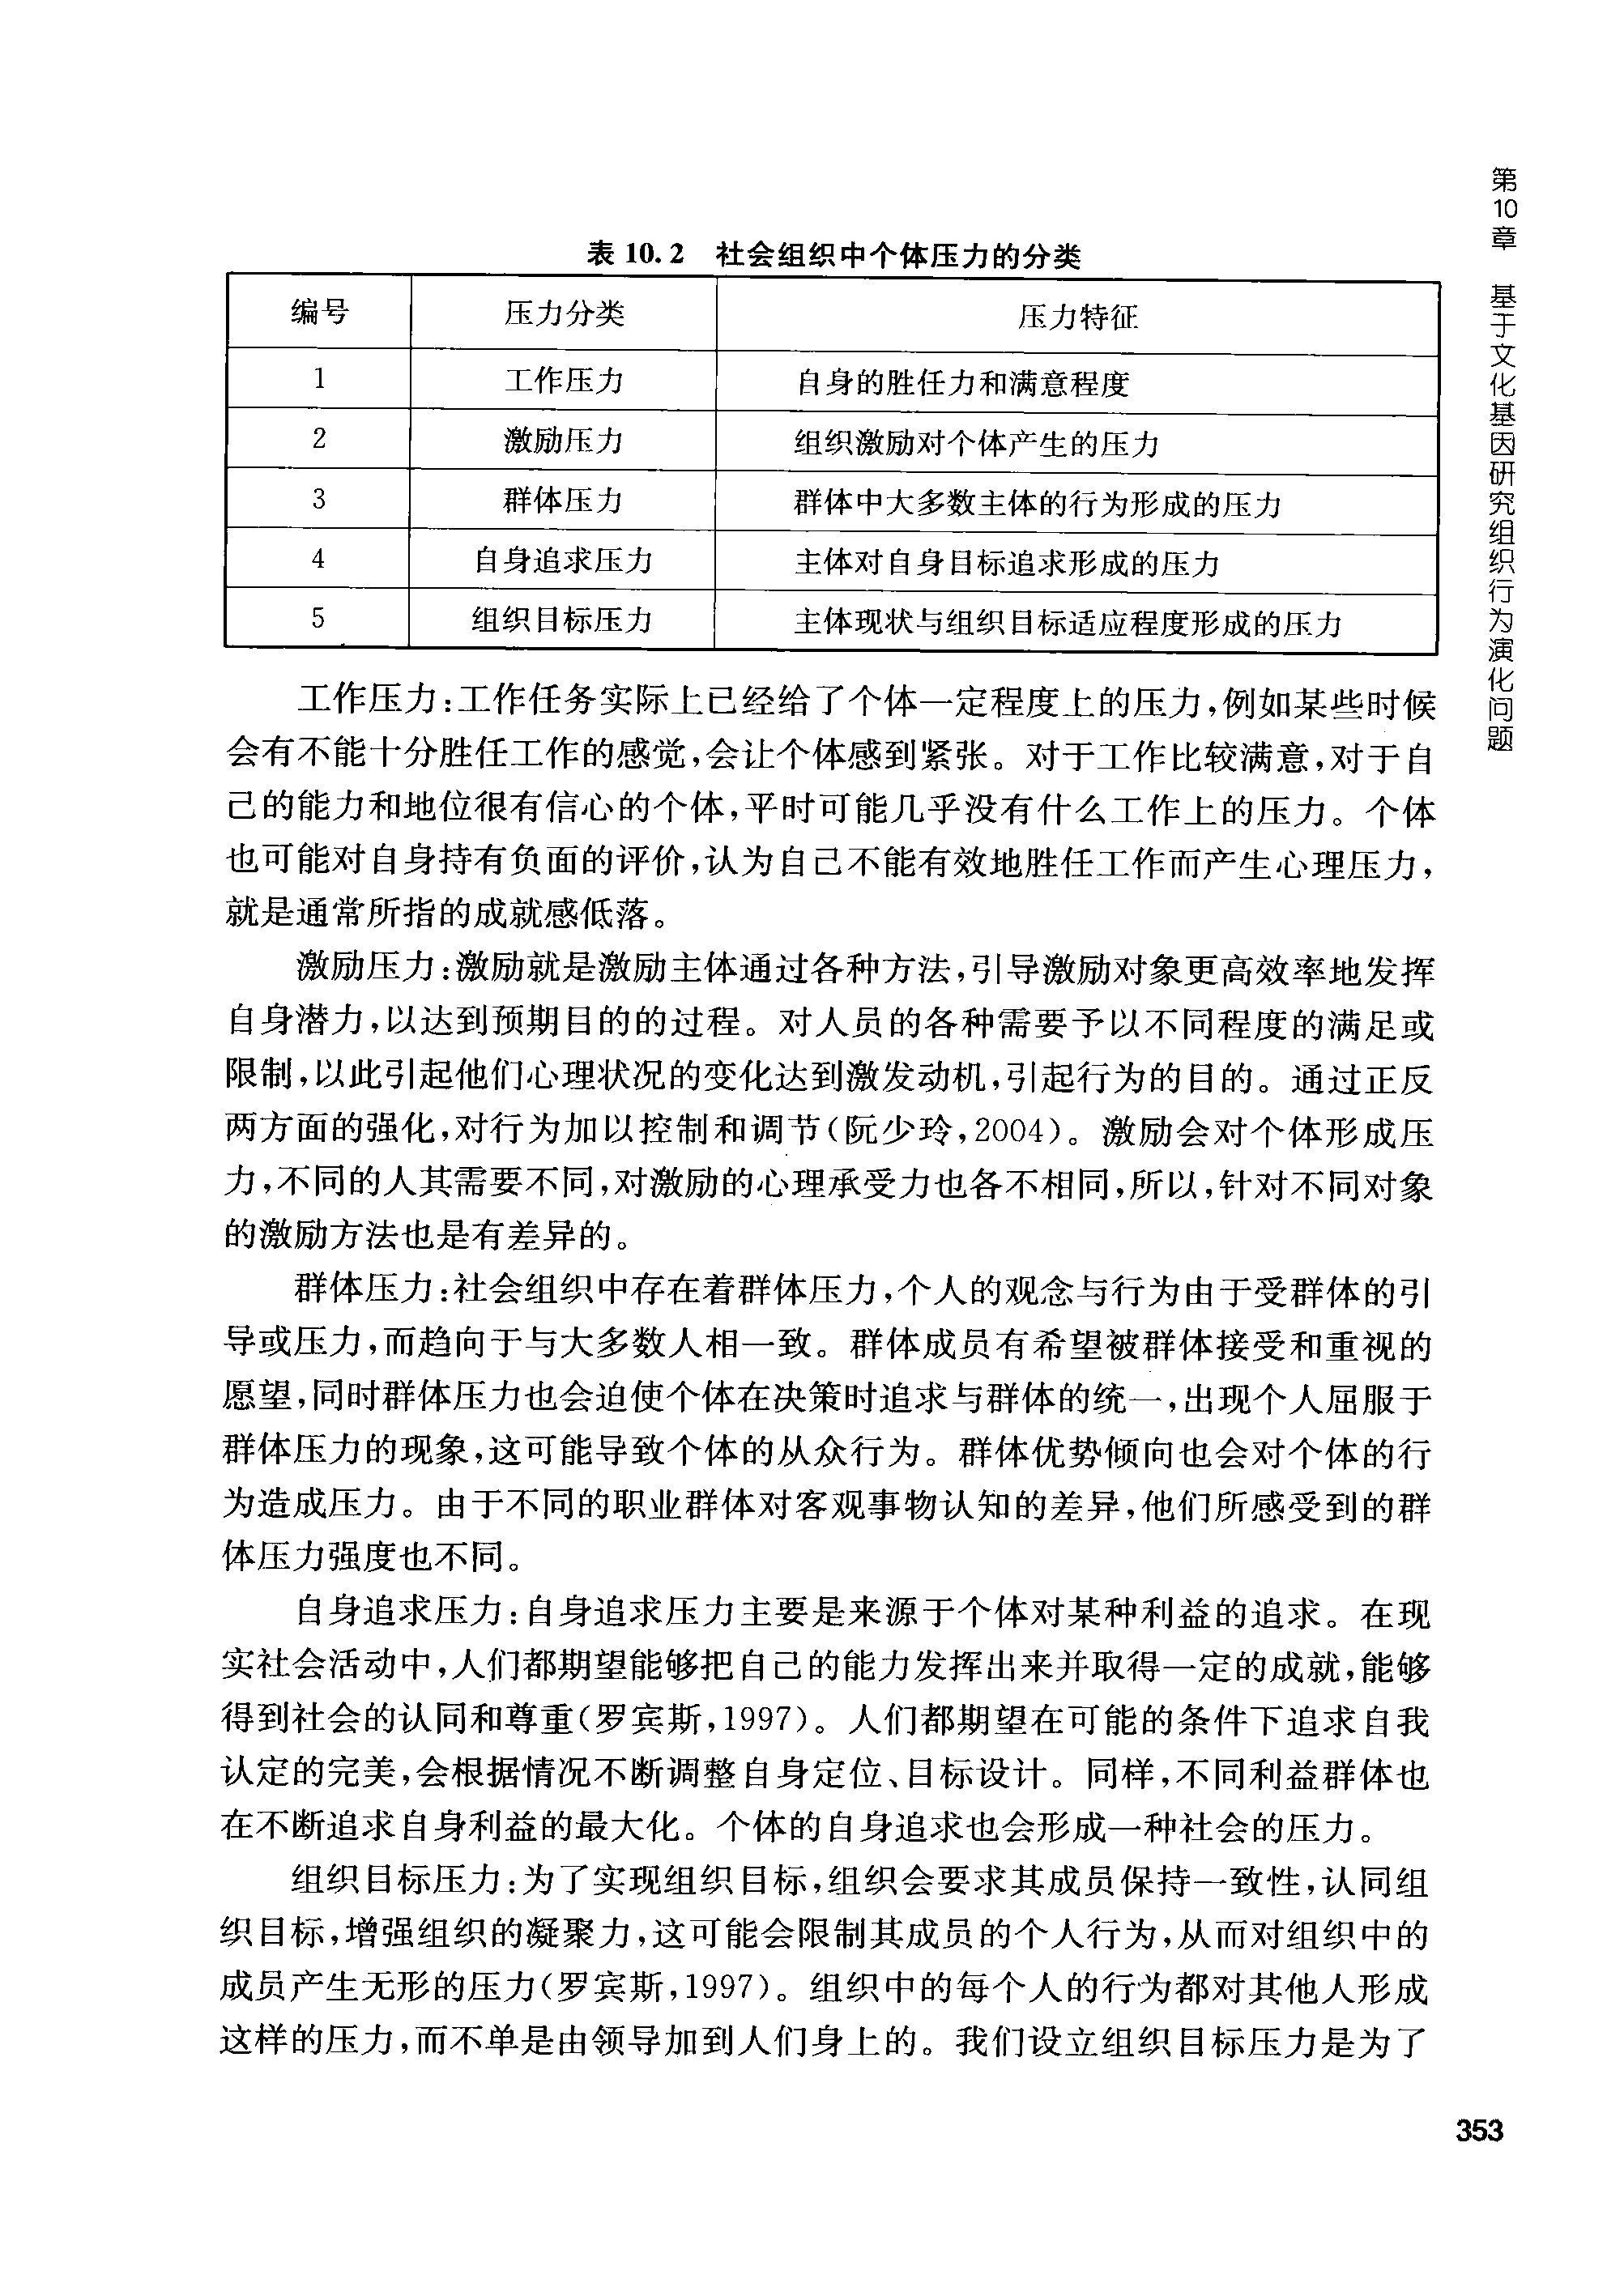 第10章 基于文化基因研究组织行为演化问题
表 10.2 社会组织中个体压力的分类
编号 压力分类 压力特征
1 工作压力 自身的胜任力和满意程度
2 激励压力 组织激励对个体产生的压力
3 群体压力 群体中大多数主体的行为形成的压力
4 自身追求压力 主体对自身目标追求形成的压力
5 组织目标压力 主体现状与组织目标适应程度形成的压力
工作压力:工作任务实际上已经给了个体一定程度上的压力,例如某些时候
会有不能十分胜任工作的感觉,会让个体感到紧张。对于工作比较满意,对于自
己的能力和地位很有信心的个体,平时可能几乎没有什么工作上的压力。个体
也可能对自身持有负面的评价,认为自己不能有效地胜任工作而产生心理压力,
就是通常所指的成就感低落。
激励压力:激励就是激励主体通过各种方法,引导激励对象更高效率地发挥
自身潜力,以达到预期目的的过程。对人员的各种需要予以不同程度的满足或
限制,以此引起他们心理状况的变化达到激发动机,引起行为的目的。通过正反
两方面的强化,对行为加以控制和调节(阮少玲,2004)。激励会对个体形成压
力,不同的人其需要不同,对激励的心理承受力也各不相同,所以,针对不同对象
的激励方法也是有差异的。
群体压力:社会组织中存在着群体压力,个人的观念与行为由于受群体的引
导或压力,而趋向于与大多数人相一致。群体成员有希望被群体接受和重视的
愿望,同时群体压力也会迫使个体在决策时追求与群体的统一,出现个人屈服于
群体压力的现象,这可能导致个体的从众行为。群体优势倾向也会对个体的行
为造成压力。由于不同的职业群体对客观事物认知的差异,他们所感受到的群
体压力强度也不同。
自身追求压力:自身追求压力主要是来源于个体对某种利益的追求。在现
实社会活动中,人们都期望能够把自己的能力发挥出来并取得一定的成就,能够
得到社会的认同和尊重(罗宾斯,1997)。人们都期望在可能的条件下追求自我
认定的完美,会根据情况不断调整自身定位、目标设计。同样,不同利益群体也
在不断追求自身利益的最大化。个体的自身追求也会形成一种社会的压力。
组织目标压力:为了实现组织目标,组织会要求其成员保持一致性,认同组
织目标,增强组织的凝聚力,这可能会限制其成员的个人行为,从而对组织中的
成员产生无形的压力(罗宾斯,1997)。组织中的每个人的行为都对其他人形成
这样的压力,而不单是由领导加到人们身上的。我们设立组织目标压力是为了
353